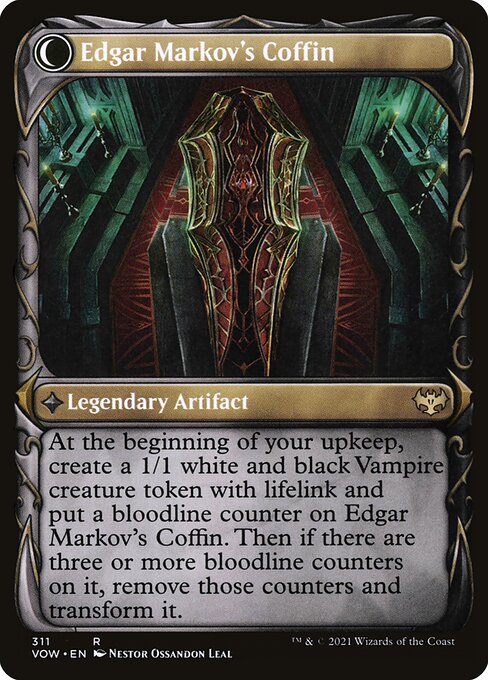 Edgar Markov's Coffin
Legendary Artifact
At the beginning of your upkeep,
create a 1/1 white and black Vampire
creature token with lifelink and
put a bloodline counter on Edgar
Markov's Coffin. Then if there are
three or more bloodline counters
on it, remove those counters and
transform it.
311 R
VOW • EN Nestor Ossandon Leal
™ & © 2021 Wizards of the Coast